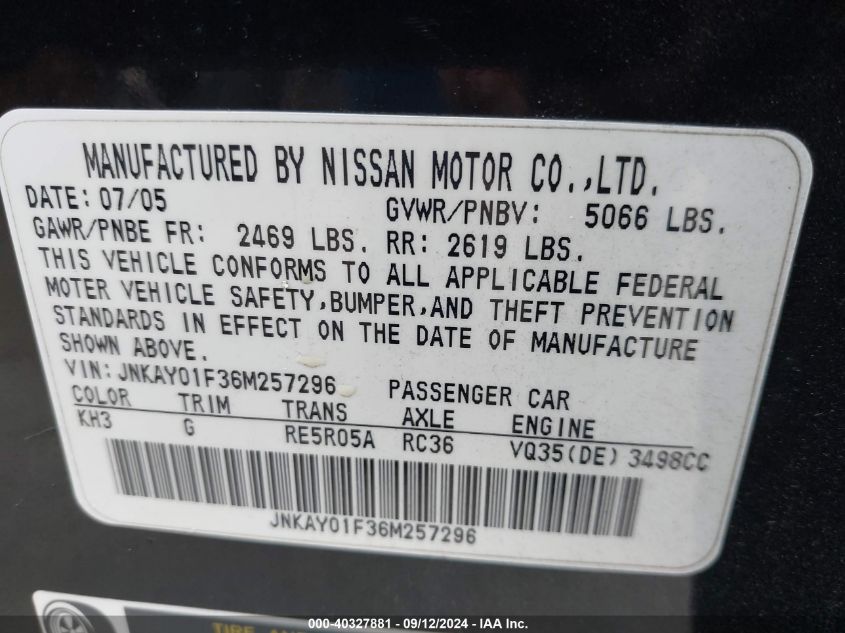 MANUFACTURED BY NISSAN MOTOR CO.,LTD.
DATE: 07/05 GVWR/PNBV: 5066 LBS.
GAWR/PNBE FR: 2469 LBS. RR: 2619 LBS.
THIS VEHICLE CONFORMS TO ALL APPLICABLE FEDERAL
MOTER VEHICLE SAFETY,BUMPER,AND THEFT PREVENTION
STANDARDS IN EFFECT ON THE DATE OF MANUFACTURE
SHOWN ABOVE.
VIN: JNKAY01F36M257296 PASSENGER CAR
COLOR TRIM TRANS AXLE ENGINE
KH3 G RE5R05A RC36 VQ35(DE) 3498CC
JNKAY01F36M257296
TIRE AND
000-40327881 - 09/12/2024 - IAA Inc.